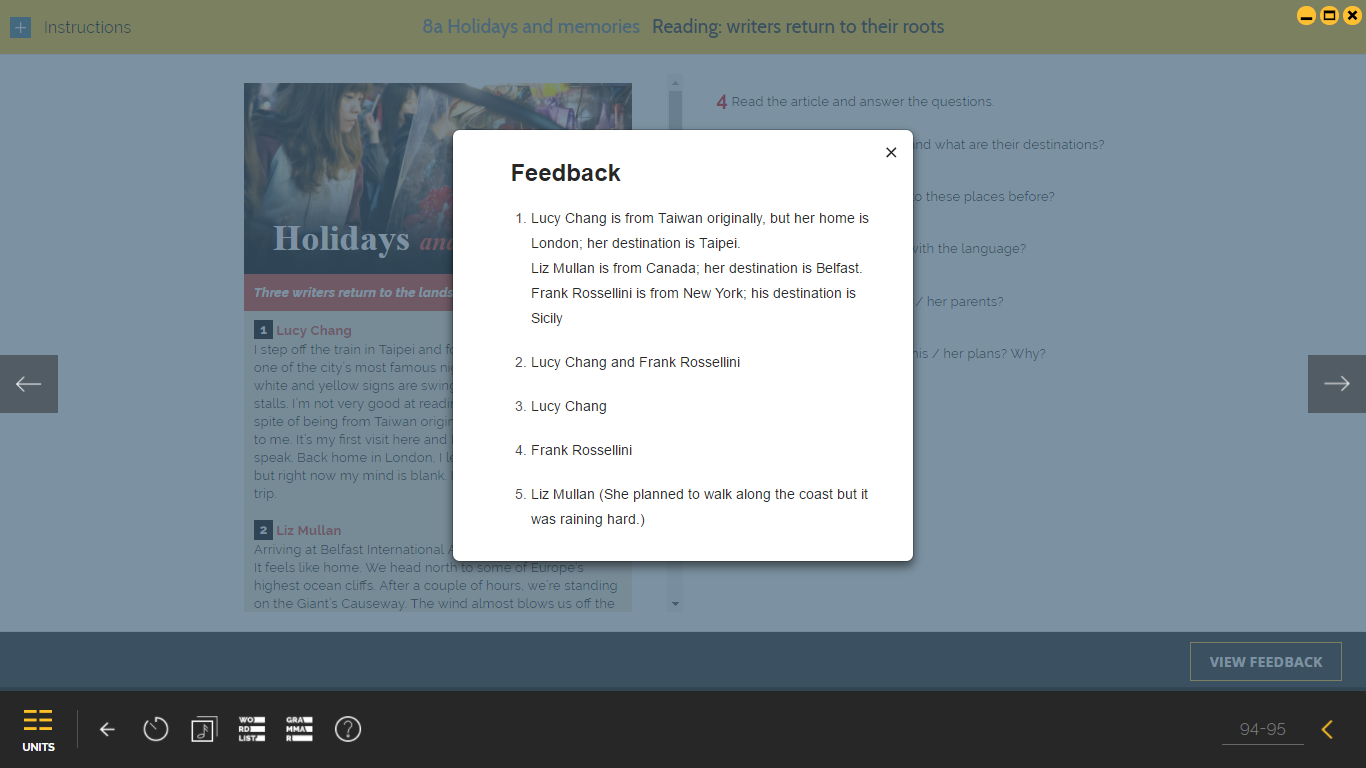 Instructions
8a Holidays and memories Reading: writers return to their roots
4 Read the article and answer the questions.
and what are their destinations?
to these places before?
with the language?
/ her parents?
his / her plans? Why?
Holidays and
Three writers return to the lands
1 Lucy Chang
I step off the train in Taipei and
one of the city's most famous
white and yellow signs are
stalls. I'm not very good at
spite of being from Taiwan
to me. It's my first visit here and
speak. Back home in London, I
but right now my mind is blank.
trip.
2 Liz Mullan
Arriving at Belfast International
It feels like home. We head north to some of Europe's
highest ocean cliffs. After a couple of hours, we're standing
on the Giant's Causeway. The wind almost blows us off the
Feedback
1. Lucy Chang is from Taiwan originally, but her home is
London; her destination is Taipei.
Liz Mullan is from Canada; her destination is Belfast.
Frank Rossellini is from New York; his destination is
Sicily
2. Lucy Chang and Frank Rossellini
3. Lucy Chang
4. Frank Rossellini
5. Liz Mullan (She planned to walk along the coast but it
was raining hard.)
VIEW FEEDBACK
UNITS
WO
RD
LIST
GRA
MMA
R
?
94-95